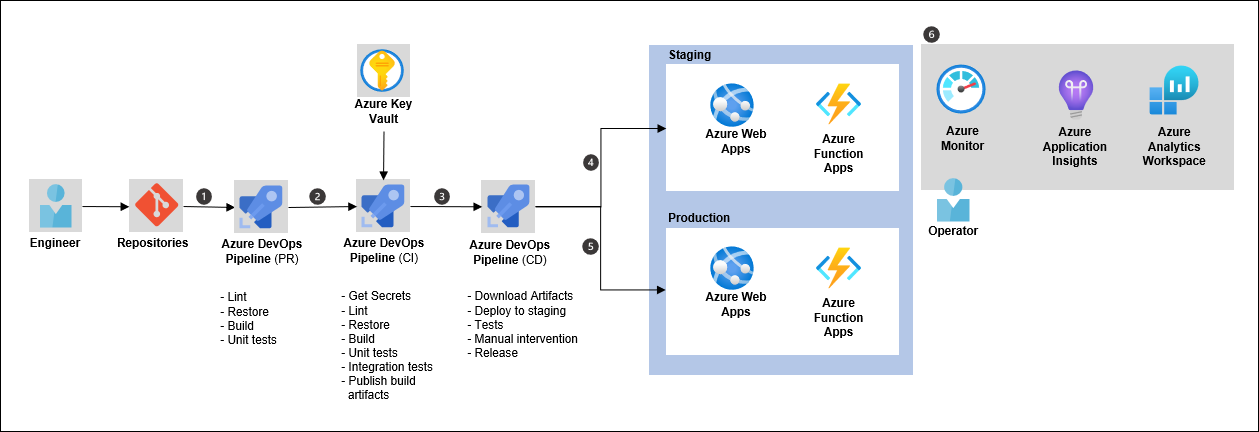 6
Staging
Azure Key
Vault
Azure Web
Apps
Azure
Function
Apps
Azure
Monitor
Azure
Application
Insights
Azure
Analytics
Workspace
4
1
2
3
Engineer
Repositories
Azure DevOps
Pipeline (PR)
Azure DevOps
Pipeline (CI)
Azure DevOps
Pipeline (CD)
5
Production
Operator
Azure Web
Apps
Azure
Function
Apps
- Lint
- Restore
- Build
- Unit tests
- Get Secrets
- Lint
- Restore
- Build
- Unit tests
- Integration tests
- Publish build
artifacts
- Download Artifacts
- Deploy to staging
- Tests
- Manual intervention
- Release